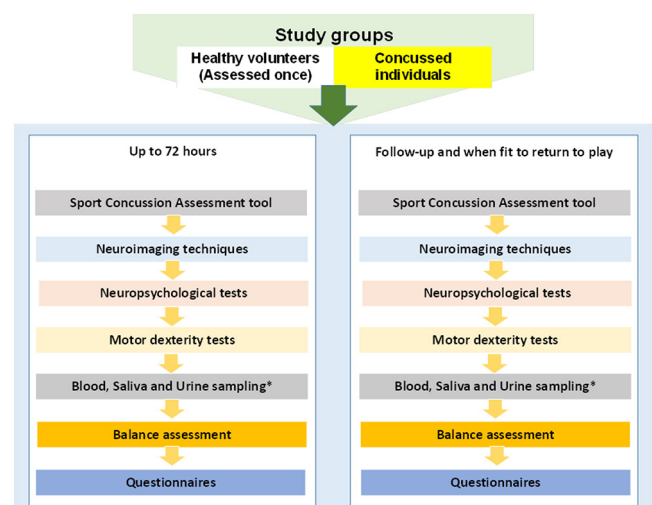 Study groups
Healthy volunteers
(Assessed once)
Concussed
individuals
Up to 72 hours
Sport Concussion Assessment tool
Neuroimaging techniques
Neuropsychological tests
Motor dexterity tests
Blood, Saliva and Urine sampling*
Balance assessment
Questionnaires
Follow-up and when fit to return to play
Sport Concussion Assessment tool
Neuroimaging techniques
Neuropsychological tests
Motor dexterity tests
Blood, Saliva and Urine sampling*
Balance assessment
Questionnaires